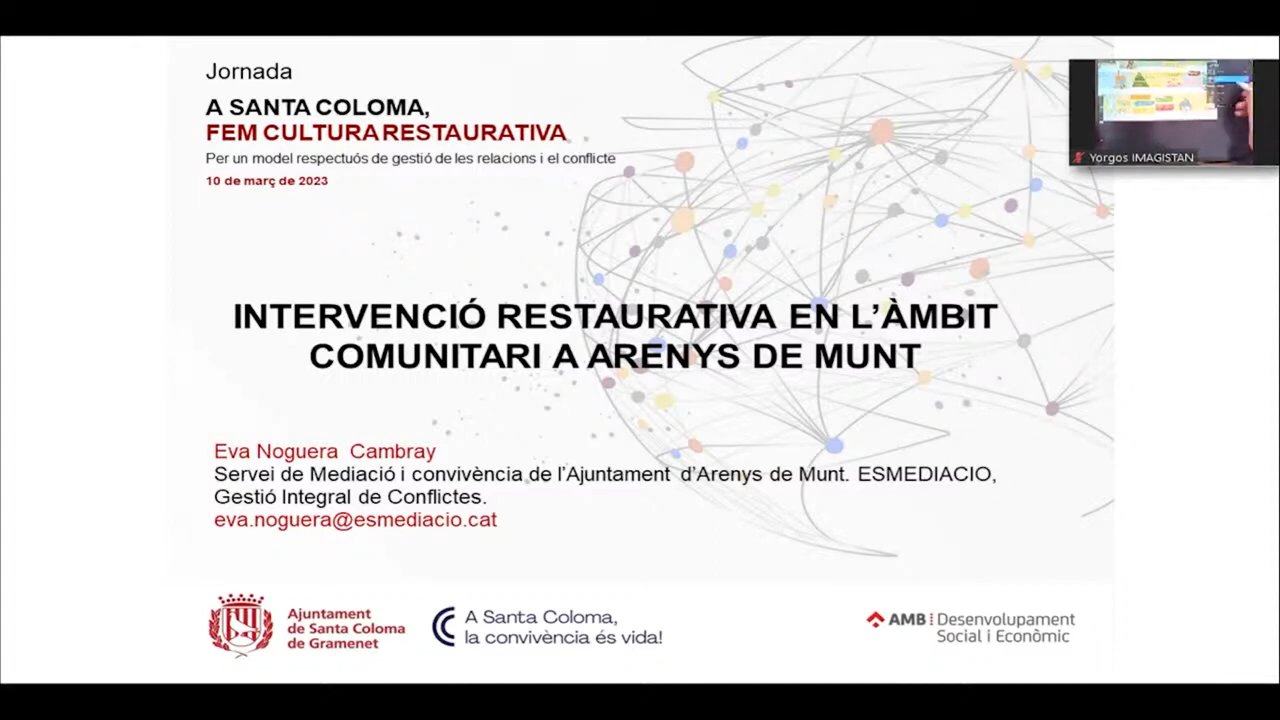 Jornada
A SANTA COLOMA,
FEM CULTURA RESTAURATIVA
Per un model respectuós de gestió de les relacions i el conflicte
10 de març de 2023
Yorgos IMAGISTAN
INTERVENCIÓ RESTAURATIVA EN L'ÀMBIT
COMUNITARI A ARENYS DE MUNT
Eva Noguera Cambray
Servei de Mediació i convivència de l'Ajuntament d'Arenys de Munt. ESMEDIACIO,
Gestió Integral de Conflictes.
eva.noguera@esmediacio.cat
Ajuntament
de Santa Coloma
de Gramenet
A Santa Coloma,
la convivència és vida!
AMB Desenvolupament
Social i Econòmic